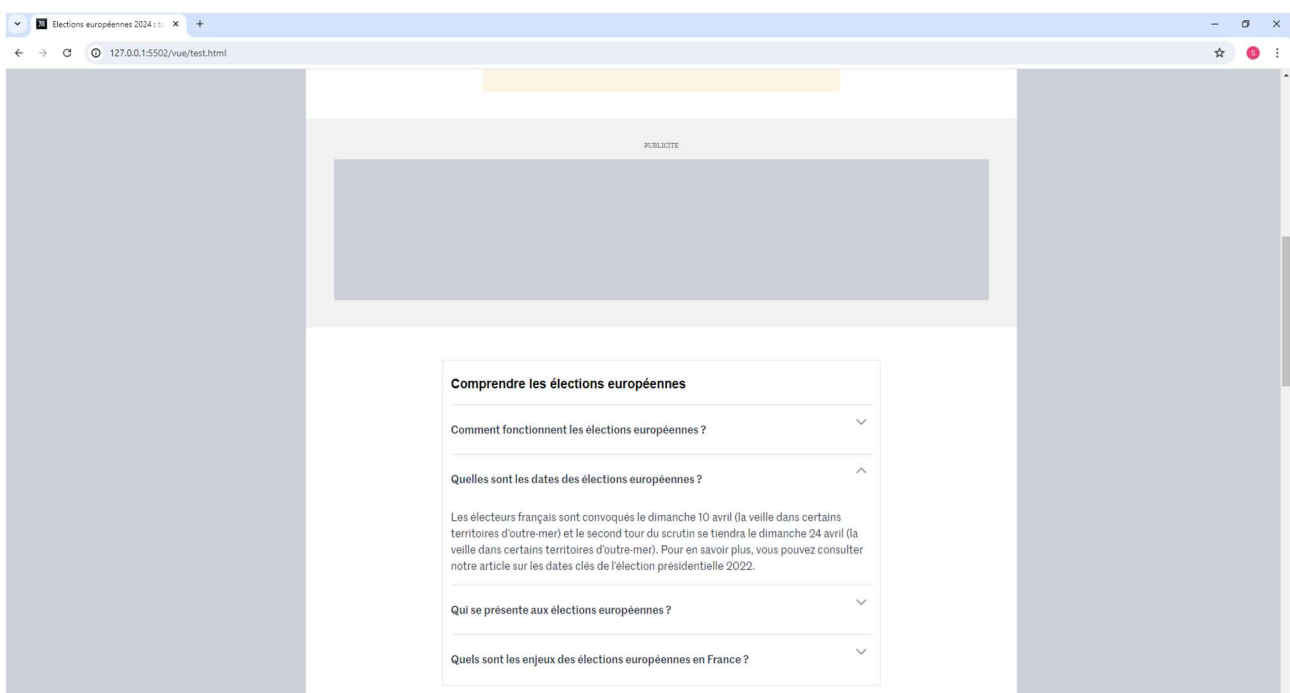 Elections européennes 2024 : to
127.0.0.1:5502/vue/test.html
S
PUBLICITE
Comprendre les élections européennes
Comment fonctionnent les élections européennes ?
Quelles sont les dates des élections européennes ?
Les électeurs français sont convoqués le dimanche 10 avril (la veille dans certains
territoires d'outre-mer) et le second tour du scrutin se tiendra le dimanche 24 avril (la
veille dans certains territoires d'outre-mer). Pour en savoir plus, vous pouvez consulter
notre article sur les dates clés de l'élection présidentielle 2022.
Qui se présente aux élections européennes ?
Quels sont les enjeux des élections européennes en France ?